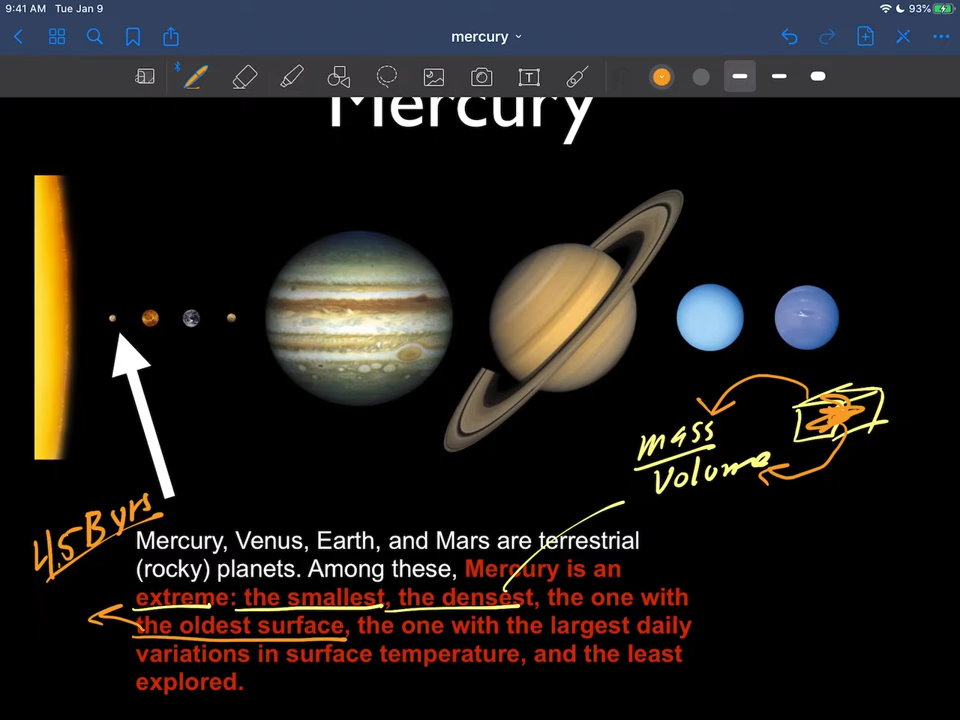 9:41 AM Tue Jan 9
93%
mercury
T
Mercury
mass
Volume
4.5 B yrs
Mercury, Venus, Earth, and Mars are terrestrial
(rocky) planets. Among these, Mercury is an
extreme: the smallest, the densest, the one with
the oldest surface, the one with the largest daily
variations in surface temperature, and the least
explored.